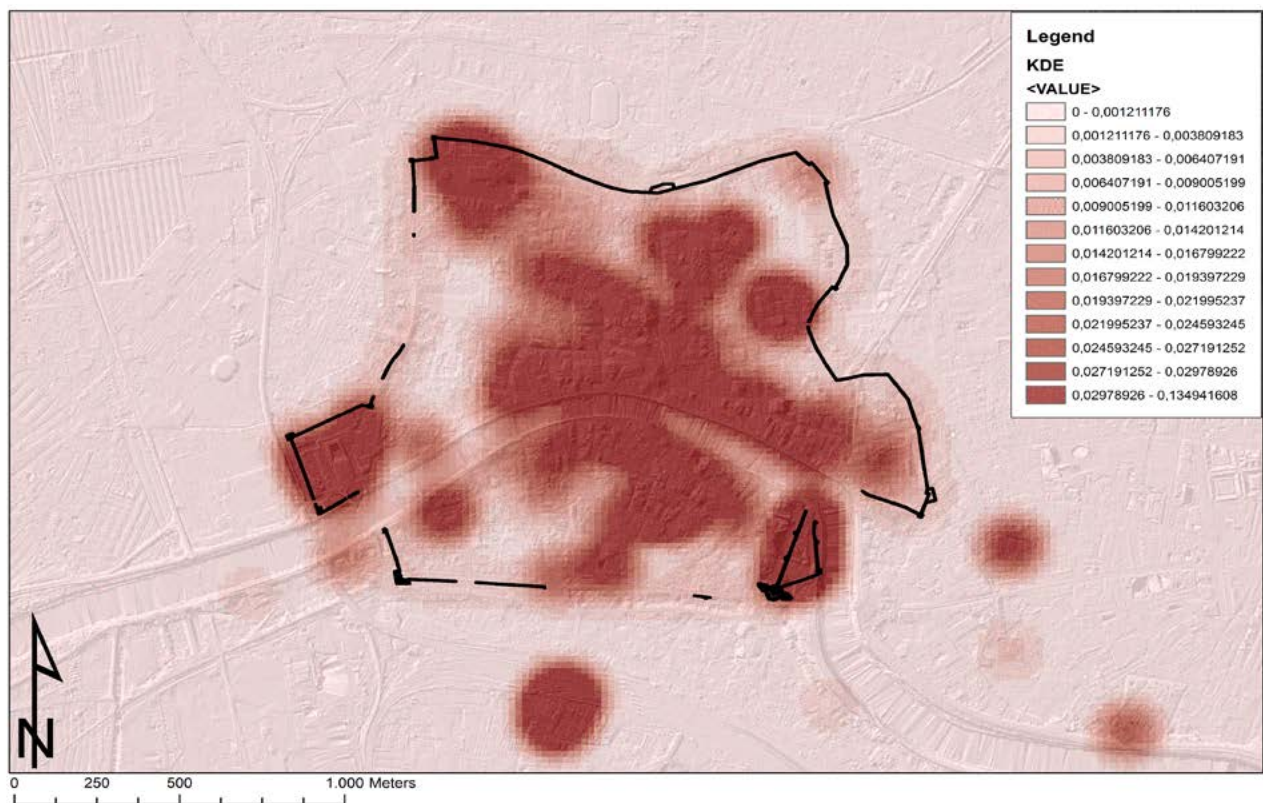 Legend
KDE
<VALUE>
0 - 0,001211176
0,001211176 - 0,003809183
0,003809183 - 0,006407191
0,006407191 - 0,009005199
0,009005199 - 0,011603206
0,011603206 - 0,014201214
0,014201214 - 0,016799222
0,016799222 - 0,019397229
0,019397229 - 0,021995237
0,021995237 - 0,024593245
0,024593245 - 0,027191252
0,027191252 - 0,02978926
0,02978926 - 0,134941608
N
0 250 500 1.000 Meters